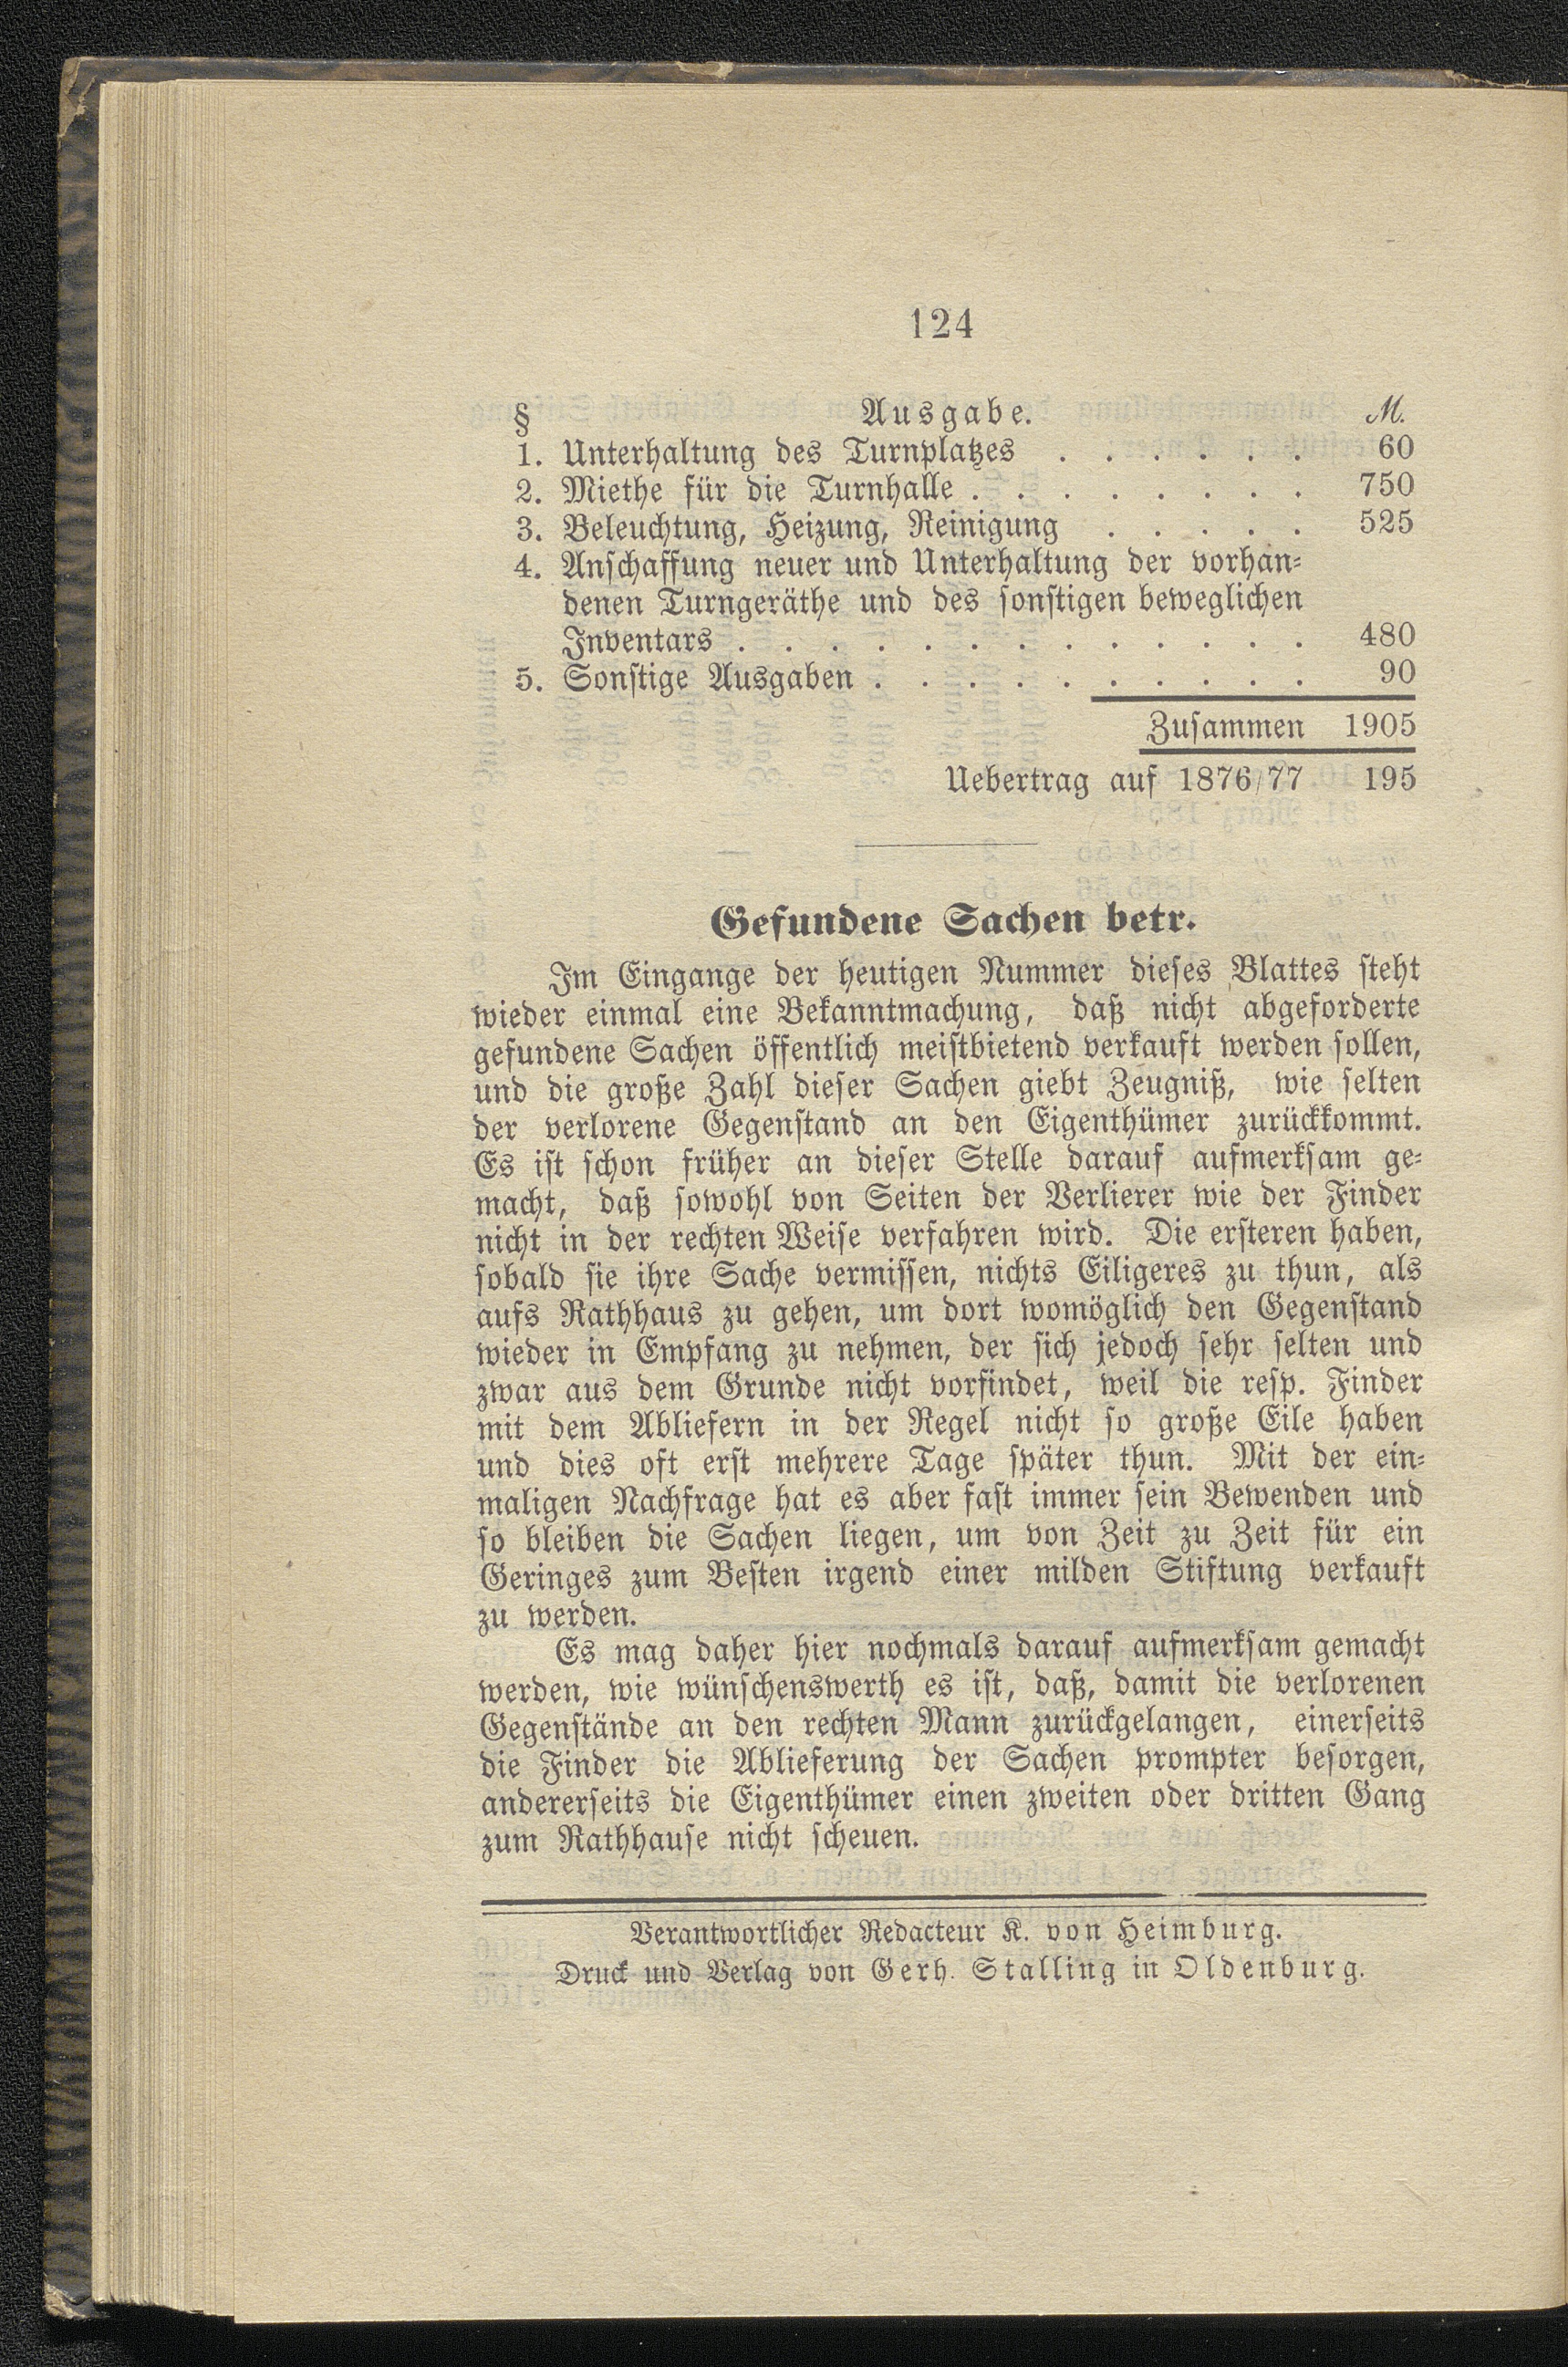 124
§ Ausgabe. M.
1. Unterhaltung des Turnplatzes . . . . . . 60
2. Miethe für die Turnhalle . . . . . . . . 750
3. Beleuchtung, Heizung, Reinigung . . . . . 525
4. Anschaffung neuer und Unterhaltung der vorhan-
denen Turngeräthe und des sonstigen beweglichen
Inventars . . . . . . . . . . . . . 480
5. Sonstige Ausgaben . . . . . . . . . . 90
Zusammen 1905
Uebertrag auf 1876/77 195
Gefundene Sachen betr.
Im Eingange der heutigen Nummer dieses Blattes steht
wieder einmal eine Bekanntmachung, daß nicht abgeforderte
gefundene Sachen öffentlich meistbietend verkauft werden sollen,
und die große Zahl dieser Sachen giebt Zeugniß, wie selten
der verlorene Gegenstand an den Eigenthümer zurückkommt.
Es ist schon früher an dieser Stelle darauf aufmerksam ge-
macht, daß sowohl von Seiten der Verlierer wie der Finder
nicht in der rechten Weise verfahren wird. Die ersteren haben,
sobald sie ihre Sache vermissen, nichts Eiligeres zu thun, als
aufs Rathhaus zu gehen, um dort womöglich den Gegenstand
wieder in Empfang zu nehmen, der sich jedoch sehr selten und
zwar aus dem Grunde nicht vorfindet, weil die resp. Finder
mit dem Abliefern in der Regel nicht so große Eile haben
und dies oft erst mehrere Tage später thun. Mit der ein-
maligen Nachfrage hat es aber fast immer sein Bewenden und
so bleiben die Sachen liegen, um von Zeit zu Zeit für ein
Geringes zum Besten irgend einer milden Stiftung verkauft
zu werden.
Es mag daher hier nochmals darauf aufmerksam gemacht
werden, wie wünschenswerth es ist, daß, damit die verlorenen
Gegenstände an den rechten Mann zurückgelangen, einerseits
die Finder die Ablieferung der Sachen prompter besorgen,
andererseits die Eigenthümer einen zweiten oder dritten Gang
zum Rathhause nicht scheuen.
Verantwortlicher Redacteur K. von Heimburg.
Druck und Verlag von Gerh. Stalling in Oldenburg.